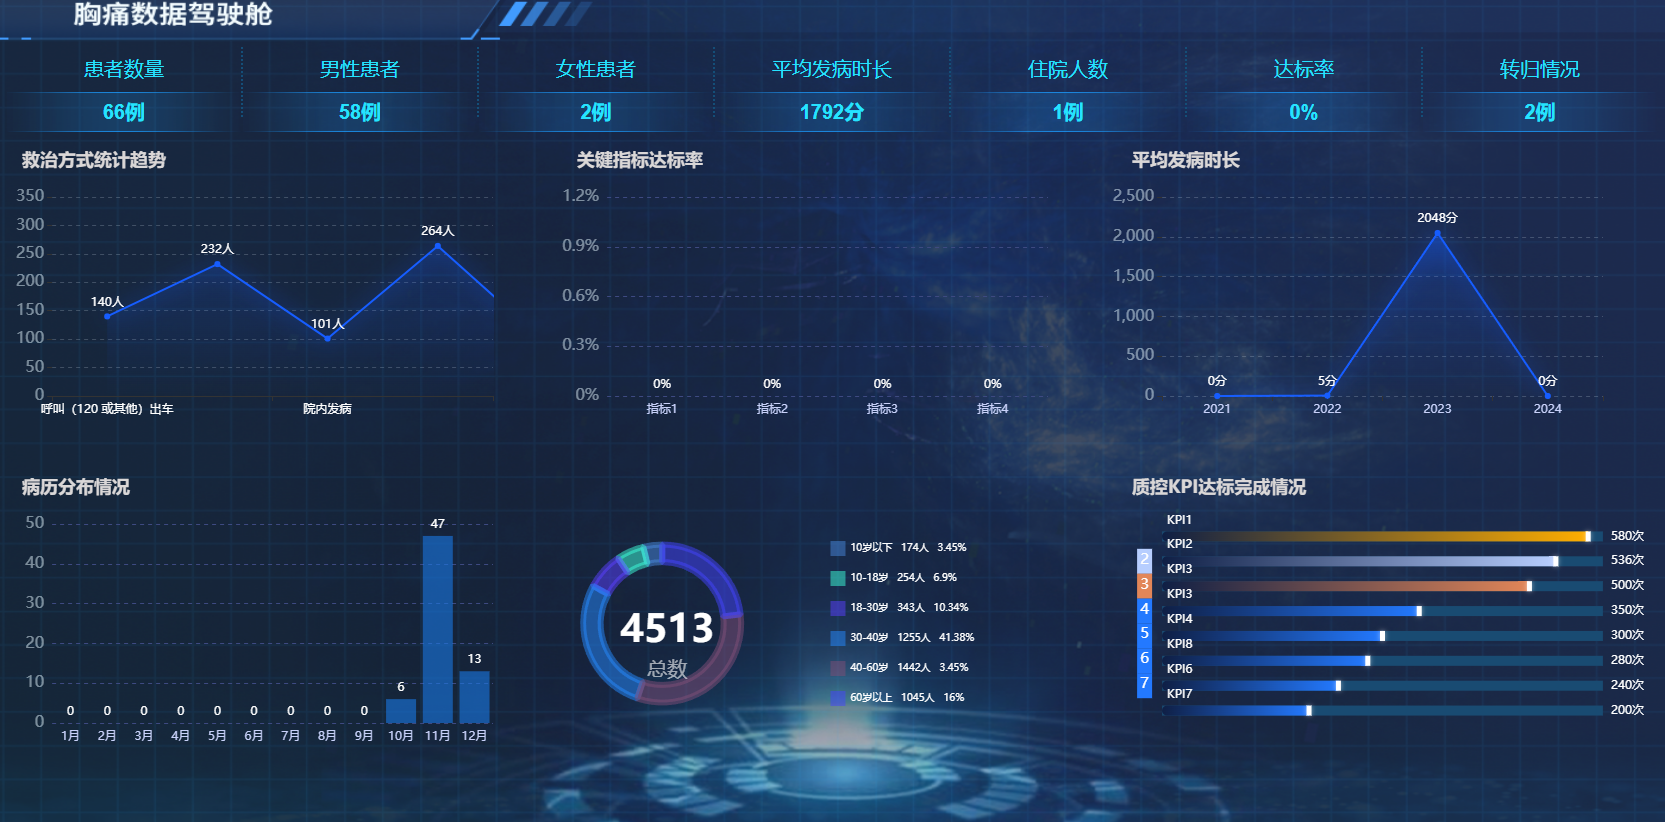 胸痛数据驾驶舱
患者数量 男性患者 女性患者 平均发病时长 住院人数 达标率 转归情况
66例 58例 2例 1792分 1例 0% 2例
救治方式统计趋势
350
300
250
200
150
100
50
0
140人 232人 101人 264人
呼叫（120 或其他）出车 院内发病
关键指标达标率
1.2%
0.9%
0.6%
0.3%
0%
0% 0% 0% 0%
指标1 指标2 指标3 指标4
平均发病时长
2,500
2,000
1,500
1,000
500
0
0分 5分 2048分 0分
2021 2022 2023 2024
病历分布情况
50
40
30
20
10
0
0 0 0 0 0 0 0 0 0 6 47 13
1月 2月 3月 4月 5月 6月 7月 8月 9月 10月 11月 12月
4513
总数
10岁以下 174人 3.45%
10-18岁 254人 6.9%
18-30岁 343人 10.34%
30-40岁 1255人 41.38%
40-60岁 1442人 3.45%
60岁以上 1045人 16%
质控KPI达标完成情况
KPI1
580次
KPI2
2 536次
KPI3
3 500次
KPI3
4 350次
KPI4
5 300次
KPI8
6 280次
KPI6
7 240次
KPI7
200次